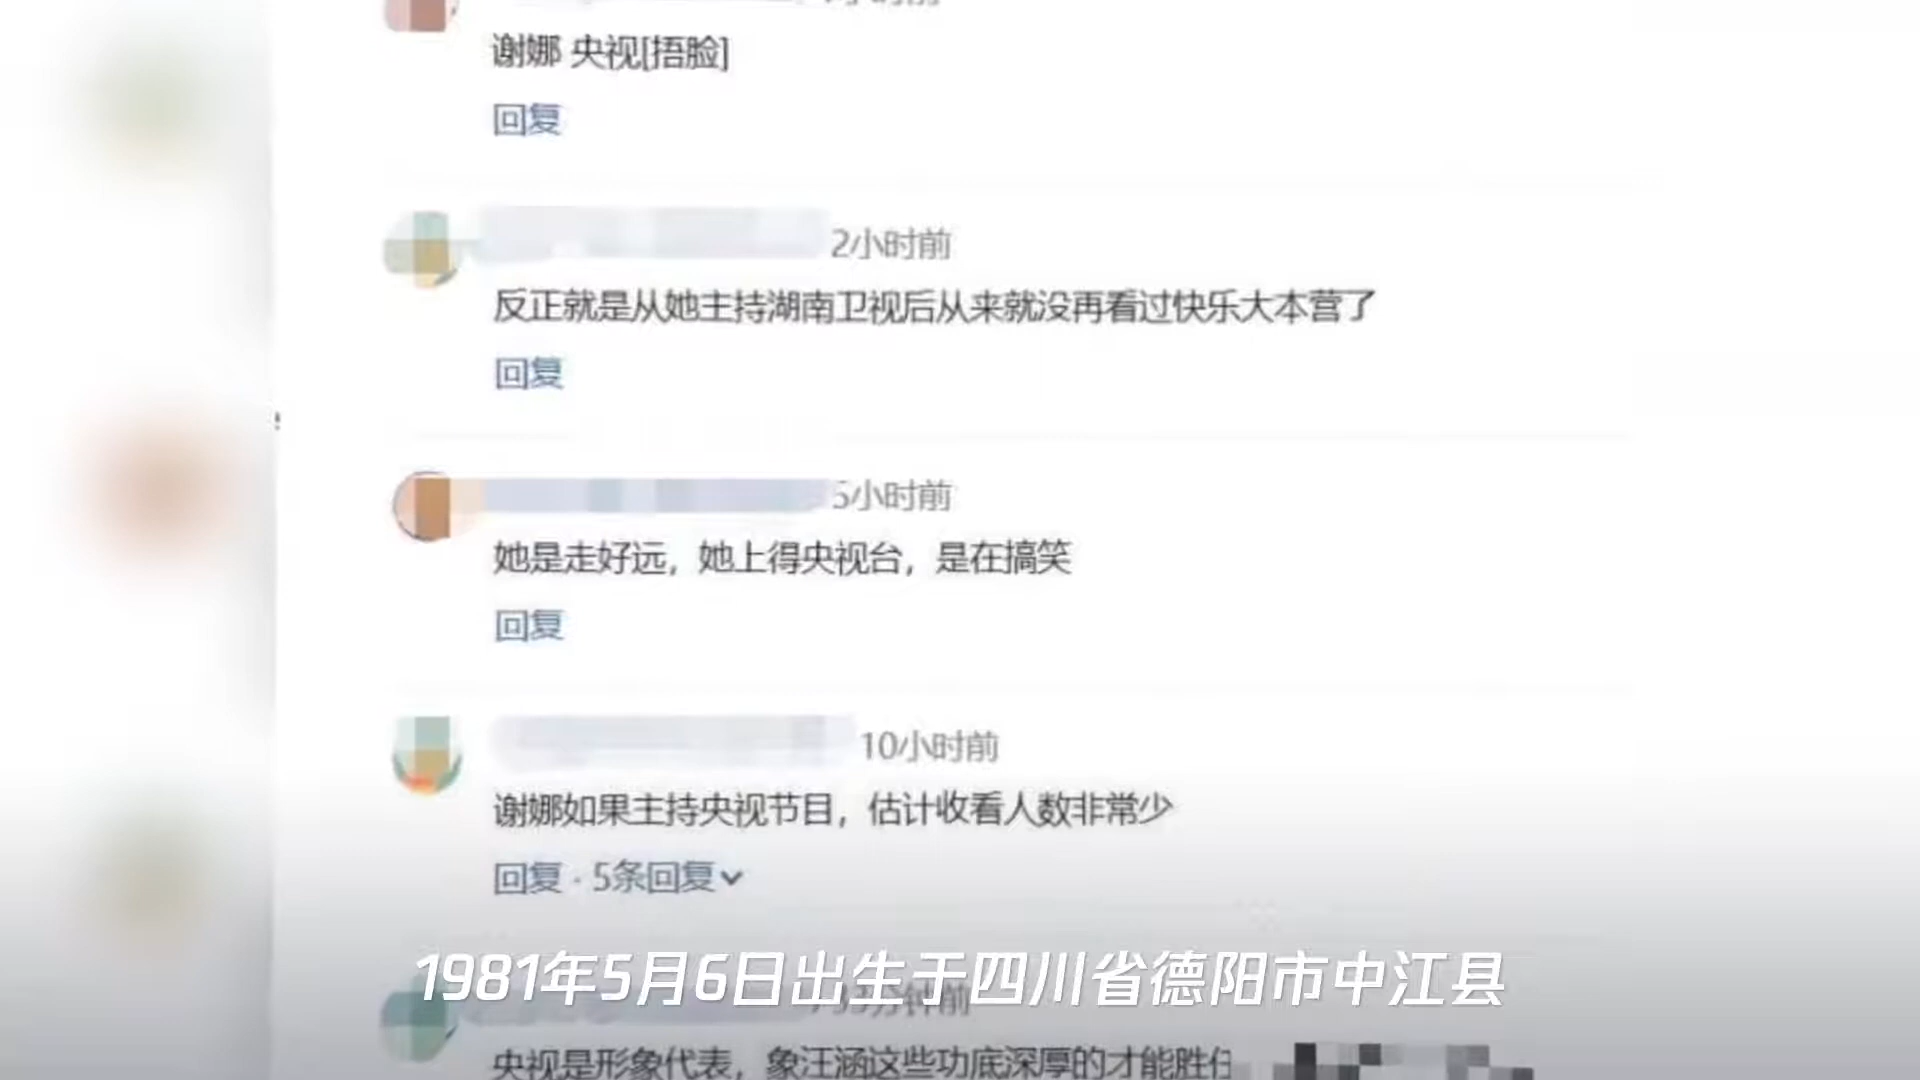 谢娜 央视[捂脸]
回复
2小时前
反正就是从她主持湖南卫视后从来就没再看过快乐大本营了
回复
5小时前
她是走好远，她上得央视台，是在搞笑
回复
10小时前
谢娜如果主持央视节目，估计收看人数非常少
回复·5条回复
1981年5月6日出生于四川省德阳市中江县
央视是形象代表，象汪涵这些功底深厚的才能胜任